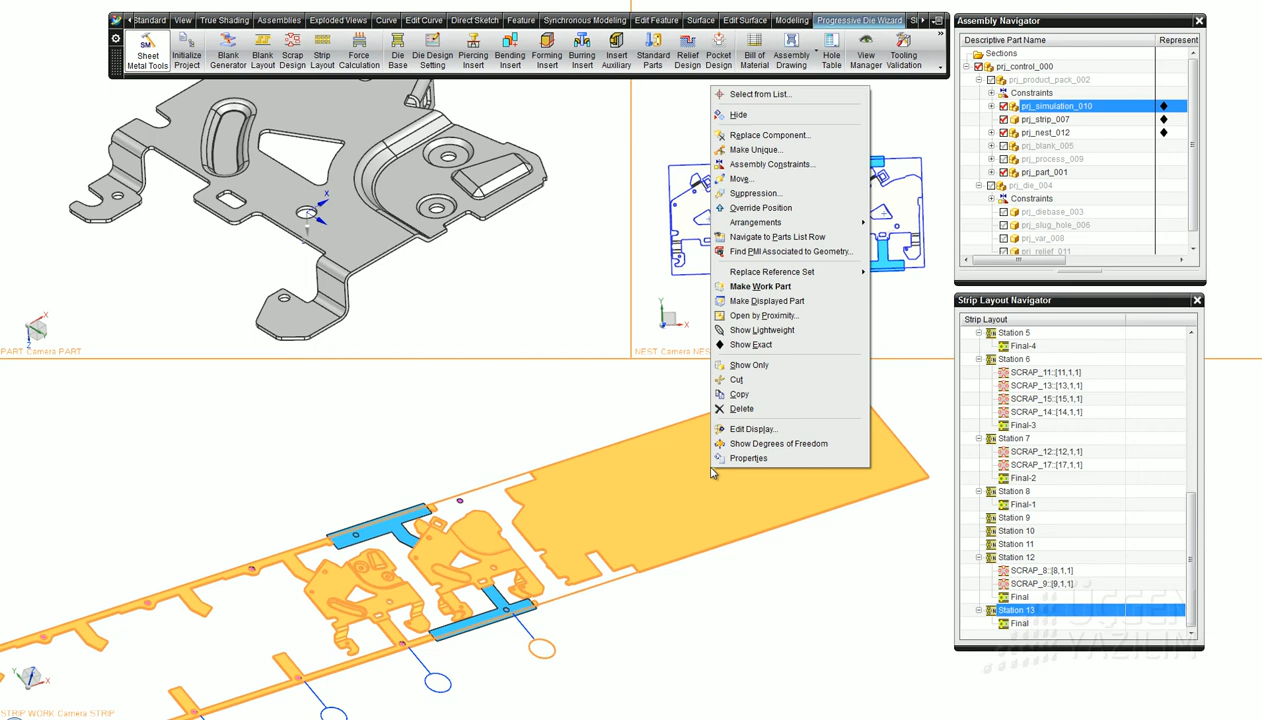 Standard View True Shading Assemblies Exploded Views Curve Edit Curve Direct Sketch Feature Synchronous Modeling Edit Feature Surface Edit Surface Modeling Progressive Die Wizard
Sheet Metal Tools
Initialize Project
Blank Generator
Blank Layout
Scrap Design
Strip Layout
Force Calculation
Die Base
Die Design Setting
Piercing Insert
Bending Insert
Forming Insert
Burring Insert
Insert Auxiliary
Standard Parts
Relief Design
Pocket Design
Bill of Material
Assembly Drawing
Hole Table
View Manager
Tooling Validation
Select from List...
Hide
Replace Component...
Make Unique...
Assembly Constraints...
Move...
Suppression...
Override Position
Arrangements
Navigate to Parts List Row
Find PMI Associated to Geometry...
Replace Reference Set
Make Work Part
Make Displayed Part
Open by Proximity...
Show Lightweight
Show Exact
Show Only
Cut
Copy
Delete
Edit Display...
Show Degrees of Freedom
Properties
PART Camera PART
NEST Camera NES
STRIP WORK Camera STRIP
Assembly Navigator
Descriptive Part Name Represent
Sections
prj_control_000
prj_product_pack_002
Constraints
prj_simulation_010
prj_strip_007
prj_nest_012
prj_blank_005
prj_process_009
prj_part_001
prj_die_004
Constraints
prj_diebase_003
prj_slug_hole_006
prj_var_008
prj_relief_011
Strip Layout Navigator
Strip Layout
Station 5
Final-4
Station 6
SCRAP_11::[11,1,1]
SCRAP_13::[13,1,1]
SCRAP_15::[15,1,1]
SCRAP_14::[14,1,1]
Final-3
Station 7
SCRAP_12::[12,1,1]
SCRAP_17::[17,1,1]
Final-2
Station 8
Final-1
Station 9
Station 10
Station 11
Station 12
SCRAP_8::[8,1,1]
SCRAP_9::[9,1,1]
Final
Station 13
Final
ÜÇGEN
YAZILIM